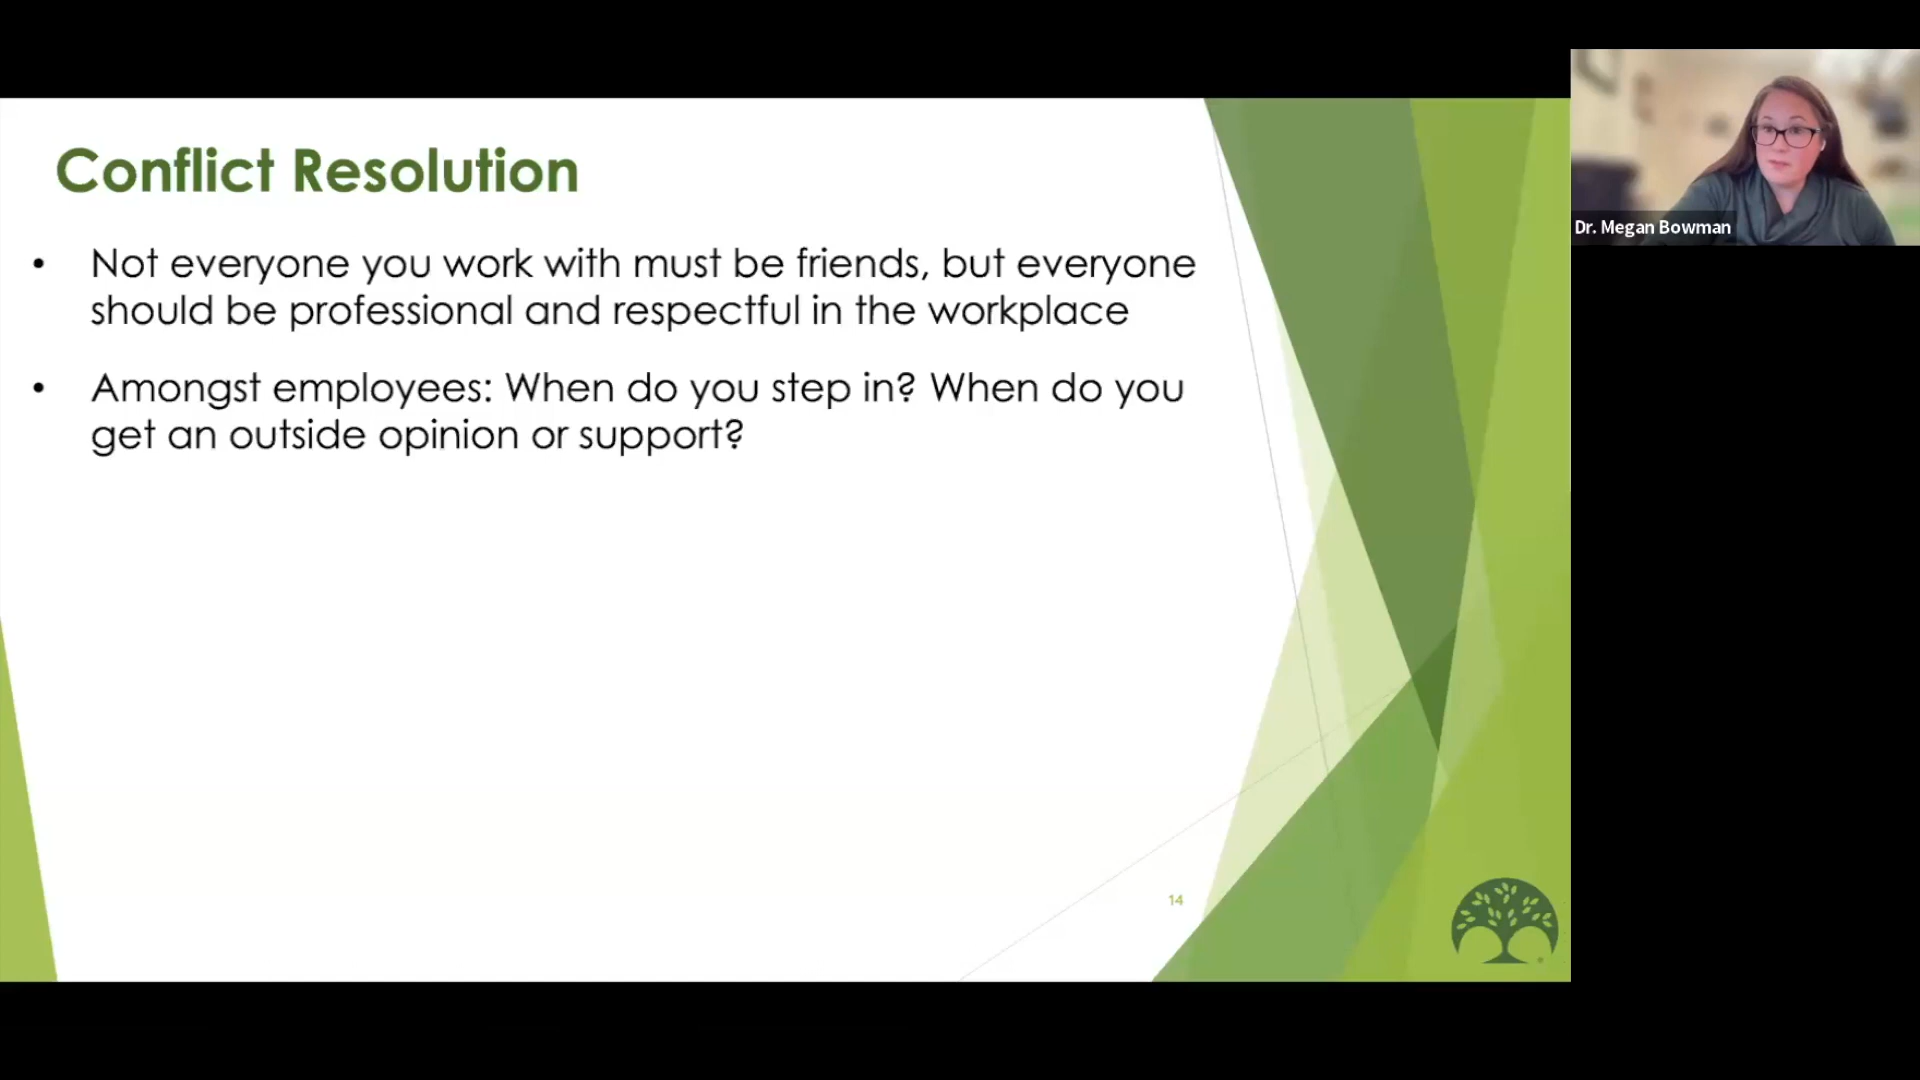 Conflict Resolution
• Not everyone you work with must be friends, but everyone
should be professional and respectful in the workplace
• Amongst employees: When do you step in? When do you
get an outside opinion or support?
14
Dr. Megan Bowman